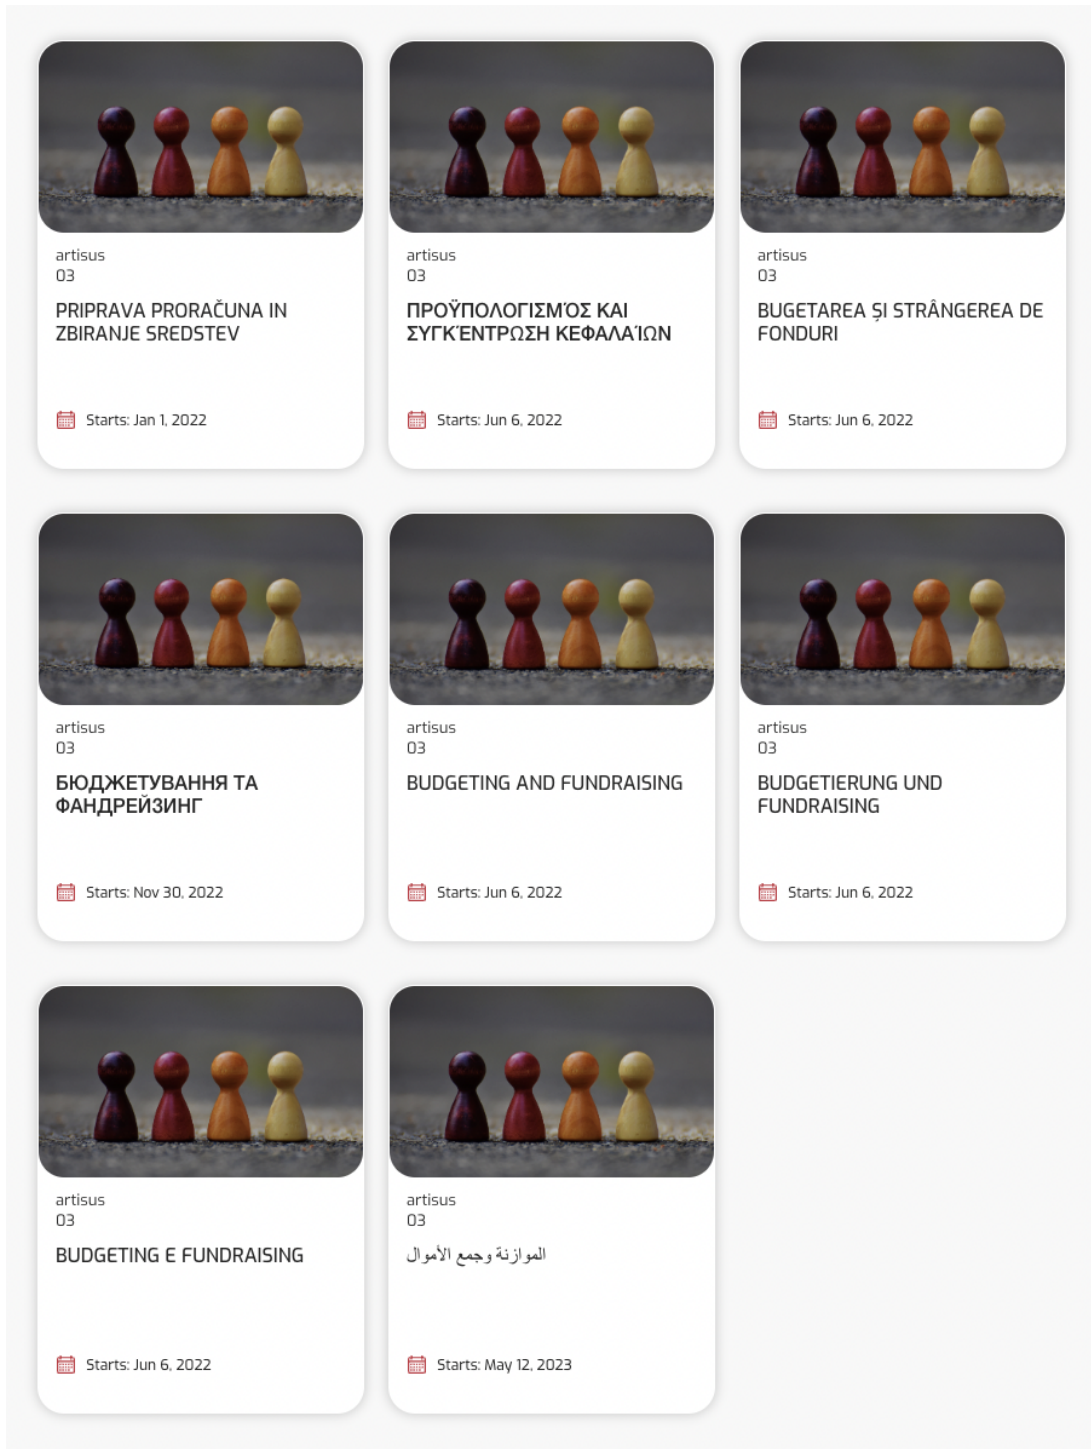 artisus
03
PRIPRAVA PRORAČUNA IN
ZBIRANJE SREDSTEV
Starts: Jan 1, 2022
artisus
03
ΠΡΟΫΠΟΛΟΓΙΣΜΌΣ ΚΑΙ
ΣΥΓΚΈΝΤΡΩΣΗ ΚΕΦΑΛΑΊΩΝ
Starts: Jun 6, 2022
artisus
03
BUGETAREA ȘI STRÂNGEREA DE
FONDURI
Starts: Jun 6, 2022
artisus
03
БЮДЖЕТУВАННЯ ТА
ФАНДРЕЙЗИНГ
Starts: Nov 30, 2022
artisus
03
BUDGETING AND FUNDRAISING
Starts: Jun 6, 2022
artisus
03
BUDGETIERUNG UND
FUNDRAISING
Starts: Jun 6, 2022
artisus
03
BUDGETING E FUNDRAISING
Starts: Jun 6, 2022
artisus
03
الموازنة وجمع الأموال
Starts: May 12, 2023